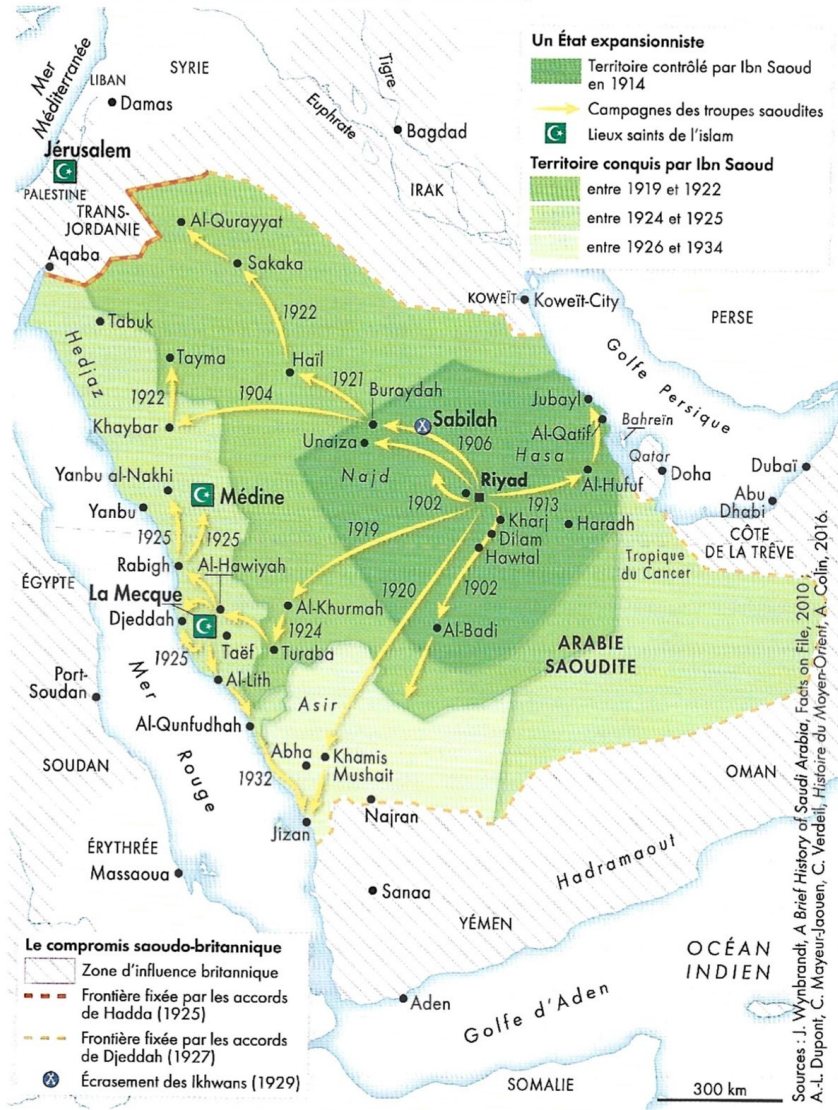 Un État expansionniste
Territoire contrôlé par Ibn Saoud
en 1914
Campagnes des troupes saoudites
Lieux saints de l'islam
Territoire conquis par Ibn Saoud
entre 1919 et 1922
entre 1924 et 1925
entre 1926 et 1934
Mer
Méditerranée
SYRIE
LIBAN
Damas
Tigre
Euphrate
Bagdad
IRAK
Jérusalem
PALESTINE
TRANS-
JORDANIE
Aqaba
Al-Qurayyat
Sakaka
KOWEÏT
Koweït-City
PERSE
Golfe Persique
Tabuk
Hedjaz
1922
Tayma
Haïl
1921
1904
Buraydah
1922
Khaybar
Unaiza
Sabilah
1906
Jubayl
Al-Qatif
Bahreïn
Hasa
Najd
Riyad
Qatar
Doha
Dubaï
Abu
Dhabi
CÔTE
DE LA TRÊVE
Al-Hufuf
1902
1913
Kharj
Dilam
Hawtal
Haradh
Yanbu al-Nakhi
Médine
Yanbu
1925
1925
1919
Tropique
du Cancer
ÉGYPTE
Rabigh
Al-Hawiyah
1920
1902
La Mecque
Djeddah
Al-Khurmah
1924
Al-Badi
Taëf
Turaba
ARABIE
SAOUDITE
1925
Al-Lith
Port-
Soudan
Mer
Rouge
Asir
Al-Qunfudhah
Abha
Khamis
Mushait
SOUDAN
1932
OMAN
Jizan
Najran
ÉRYTHRÉE
Massaoua
Hadramaout
Sanaa
YÉMEN
OCÉAN
INDIEN
Aden
Golfe d'Aden
SOMALIE
300 km
Le compromis saoudo-britannique
Zone d'influence britannique
Frontière fixée par les accords
de Hadda (1925)
Frontière fixée par les accords
de Djeddah (1927)
Écrasement des Ikhwans (1929)
Sources : J. Wynbrandt, A Brief History of Saudi Arabia, Facts on File, 2010 ;
A.-L. Dupont, C. Mayeur-Jaouen, C. Verdeil, Histoire du Moyen-Orient, A. Colin, 2016.